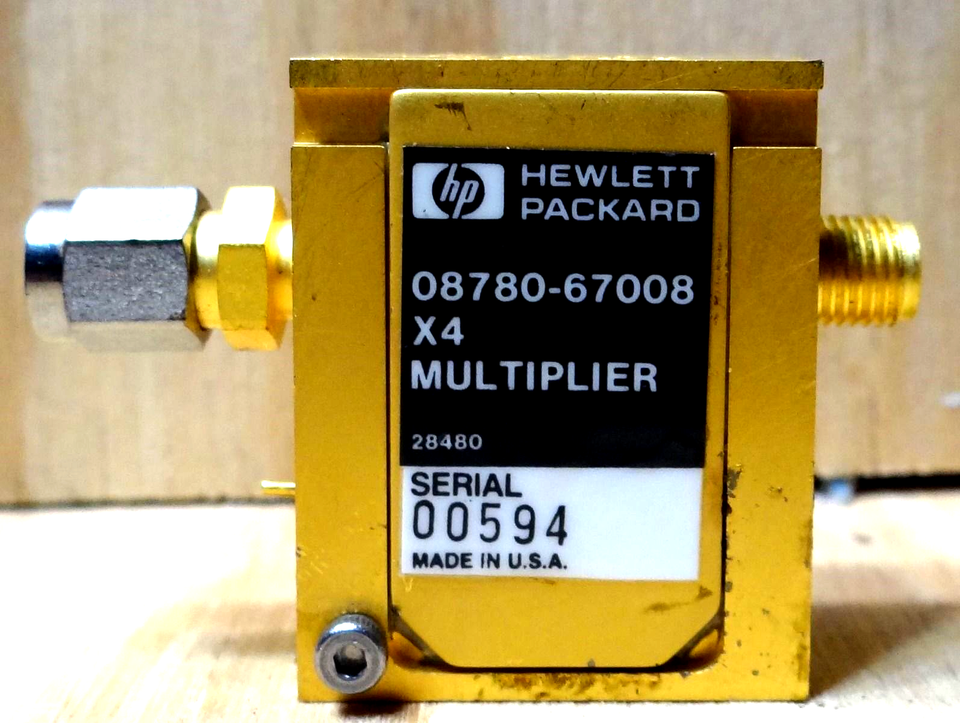 hp HEWLETT
PACKARD
08780-67008
X4
MULTIPLIER
28480
SERIAL
00594
MADE IN U.S.A.